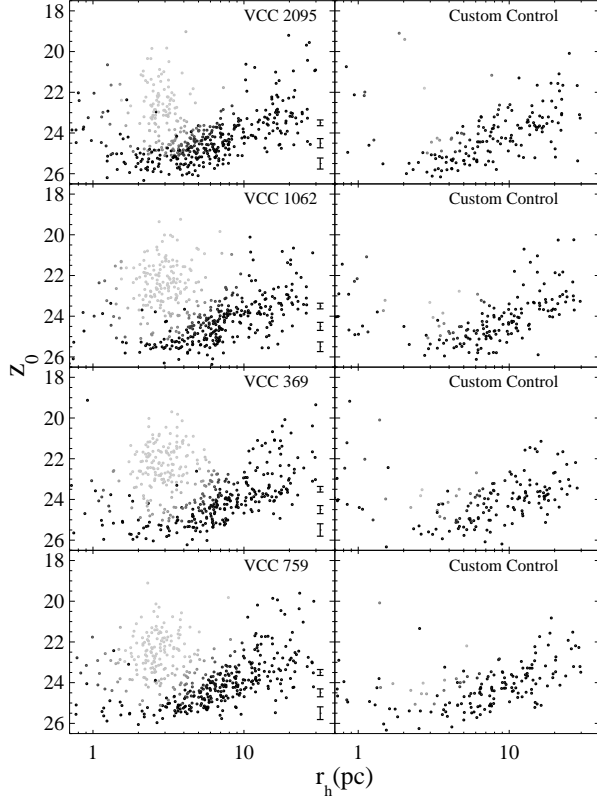 VCC 2095 Custom Control
18
20
22
24
26
VCC 1062 Custom Control
18
20
22
24
26
VCC 369 Custom Control
18
20
22
24
26
VCC 759 Custom Control
18
20
22
24
26
z0
1 10 1 10
rh(pc)